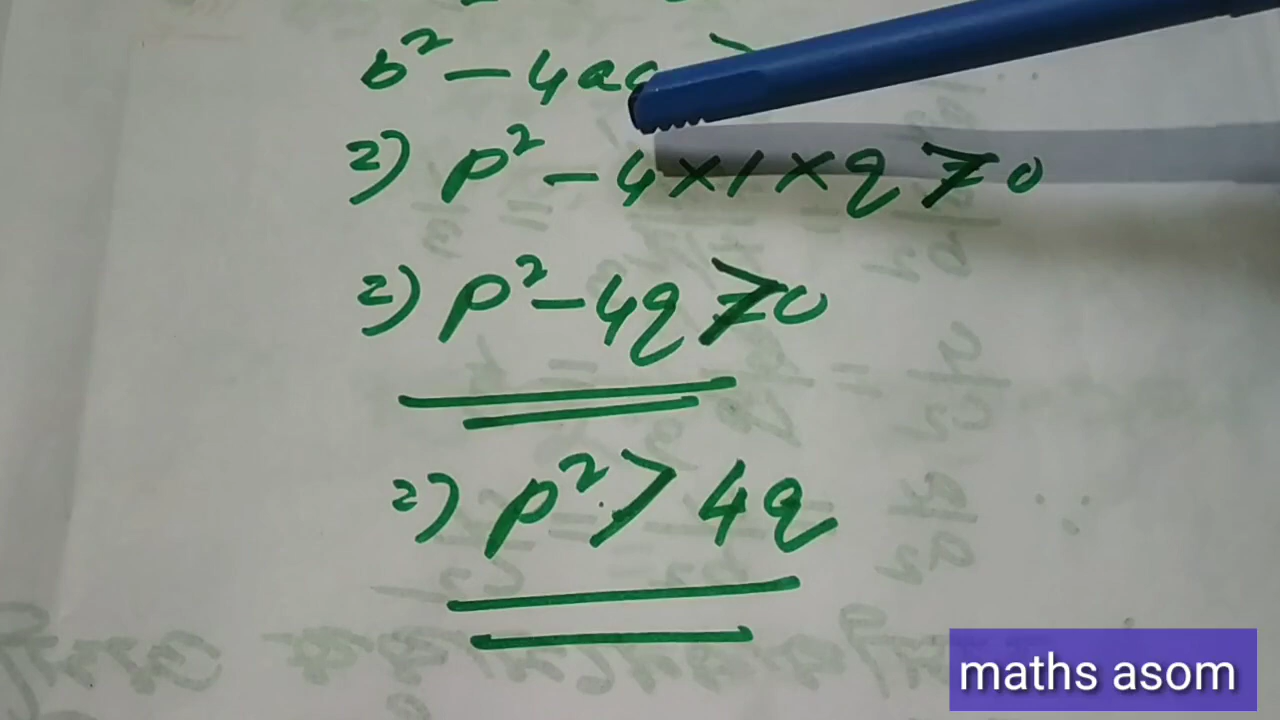 b² - 4ac >
⇒) p² - 4×1×q > 0
⇒) p² - 4q > 0
⇒) p² > 4q
maths asom